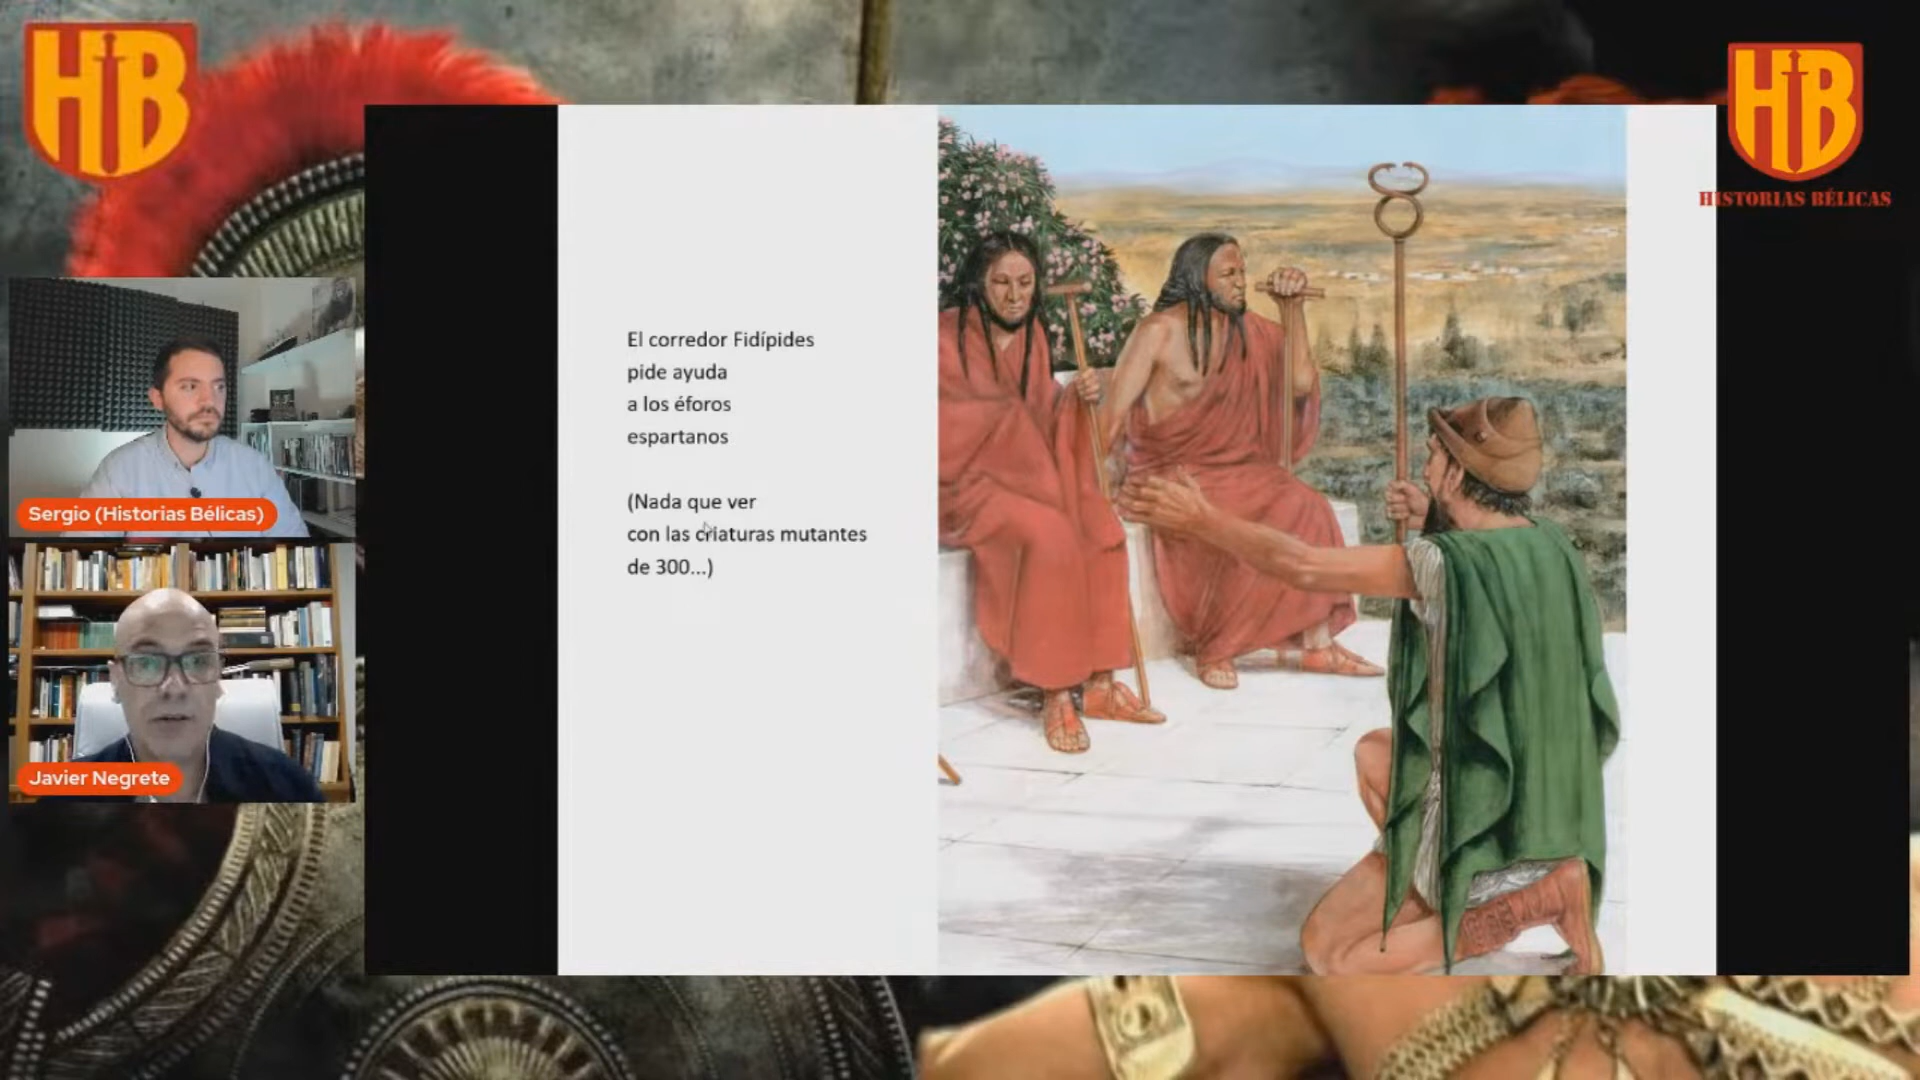 HB
HB
HISTORIAS BÉLICAS
El corredor Fidípides
pide ayuda
a los éforos
espartanos
(Nada que ver
con las criaturas mutantes
de 300...)
Sergio (Historias Bélicas)
Javier Negrete